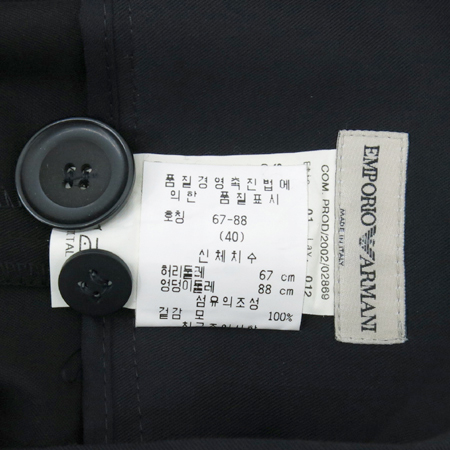 품질경영촉진법에
의한 품질표시
호칭 67-88
(40)
신체치수
허리둘레 67 cm
엉덩이둘레 88 cm
섬유의조성
겉감 모 100%
COM. PROD/2002/02869
EMPORIO ARMANI
MADE IN ITALY